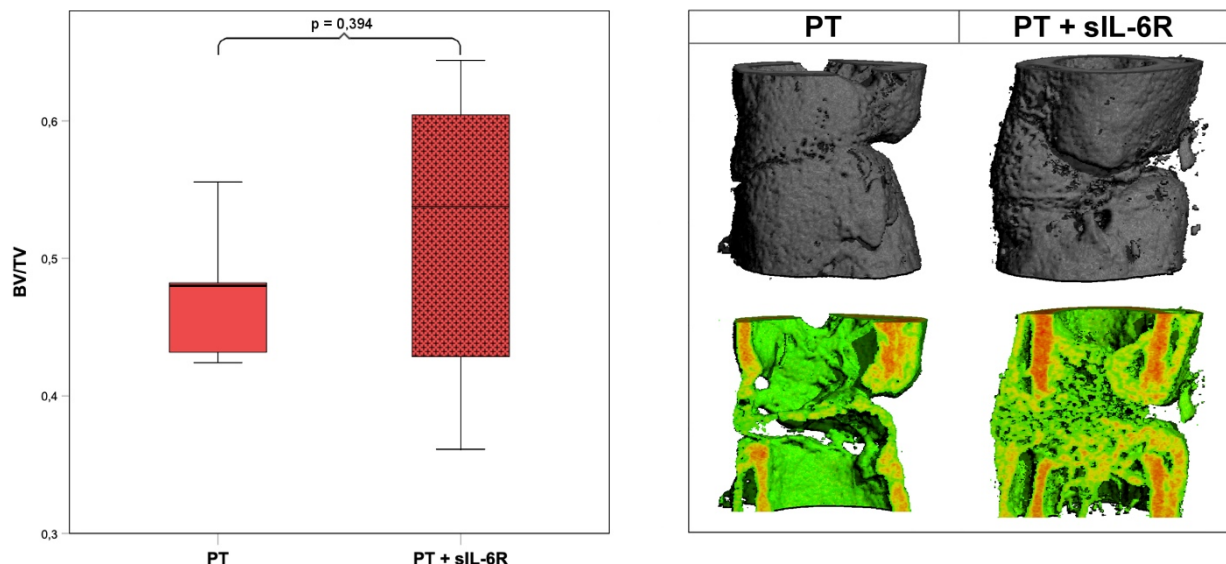 p = 0,394
0,6
0,5
0,4
0,3
BV/TV
PT
PT + sIL-6R
PT
PT + sIL-6R